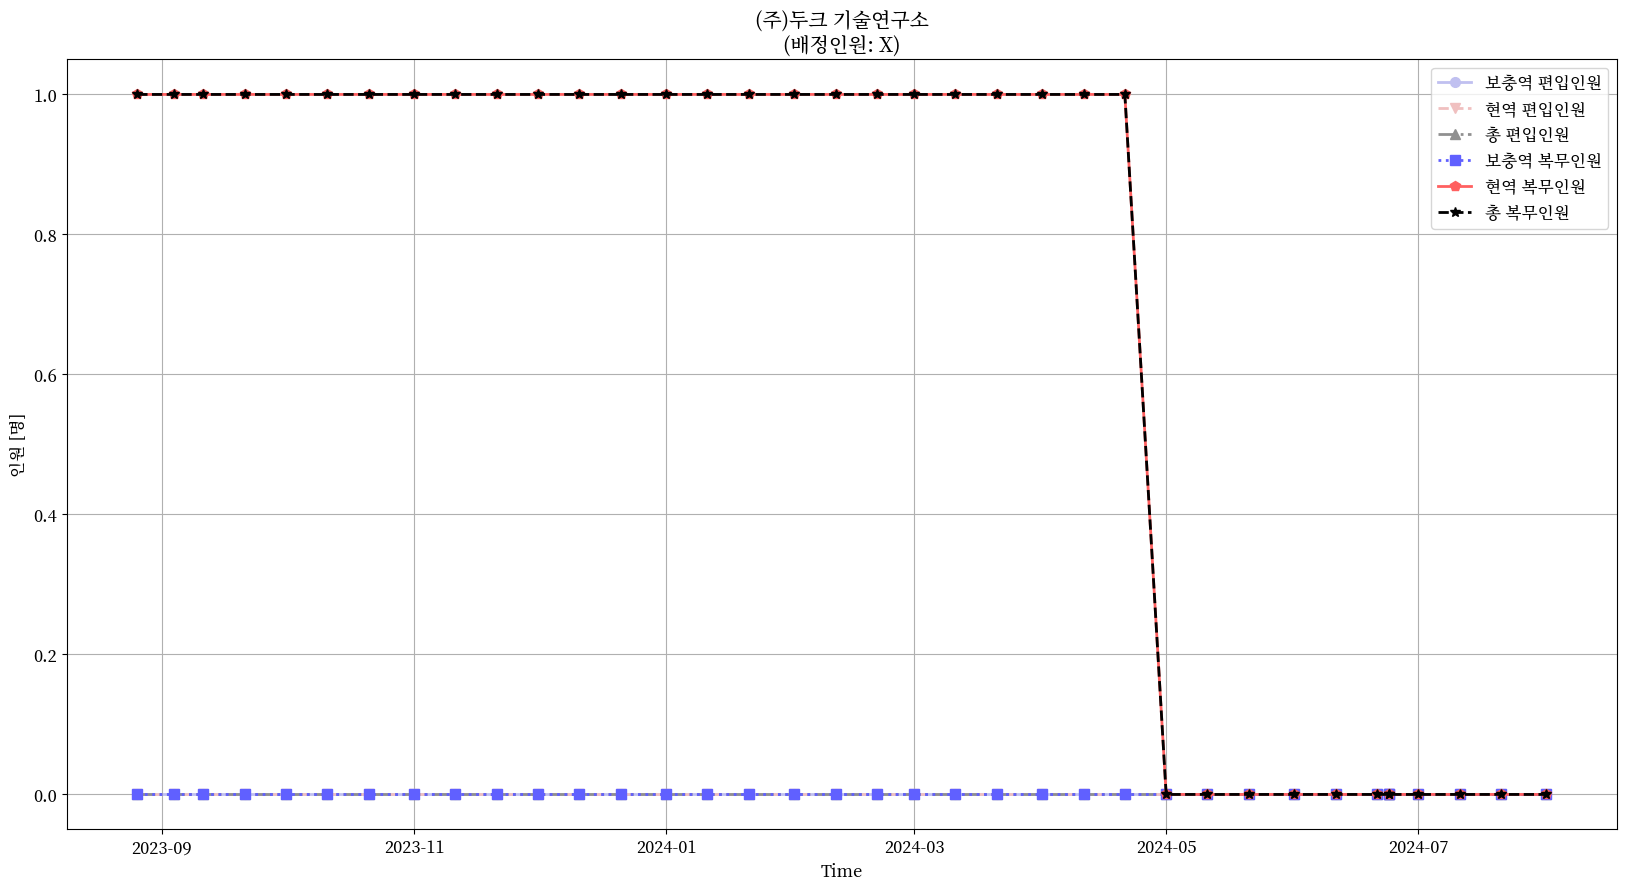 (주)두크 기술연구소
(배정인원: X)
보충역 편입인원
현역 편입인원
총 편입인원
보충역 복무인원
현역 복무인원
총 복무인원
인원 [명]
1.0
0.8
0.6
0.4
0.2
0.0
2023-09
2023-11
2024-01
2024-03
2024-05
2024-07
Time